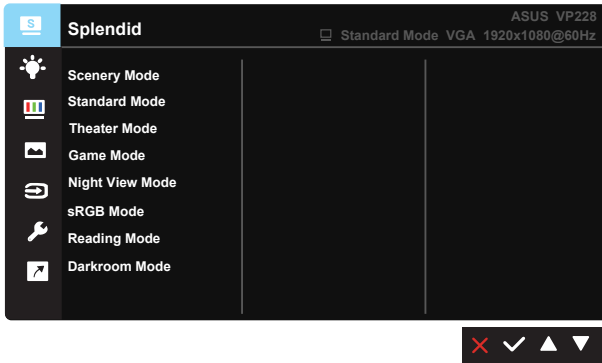 S
Splendid
ASUS VP228
Standard Mode VGA 1920x1080@60Hz
Scenery Mode
Standard Mode
Theater Mode
Game Mode
Night View Mode
sRGB Mode
Reading Mode
Darkroom Mode